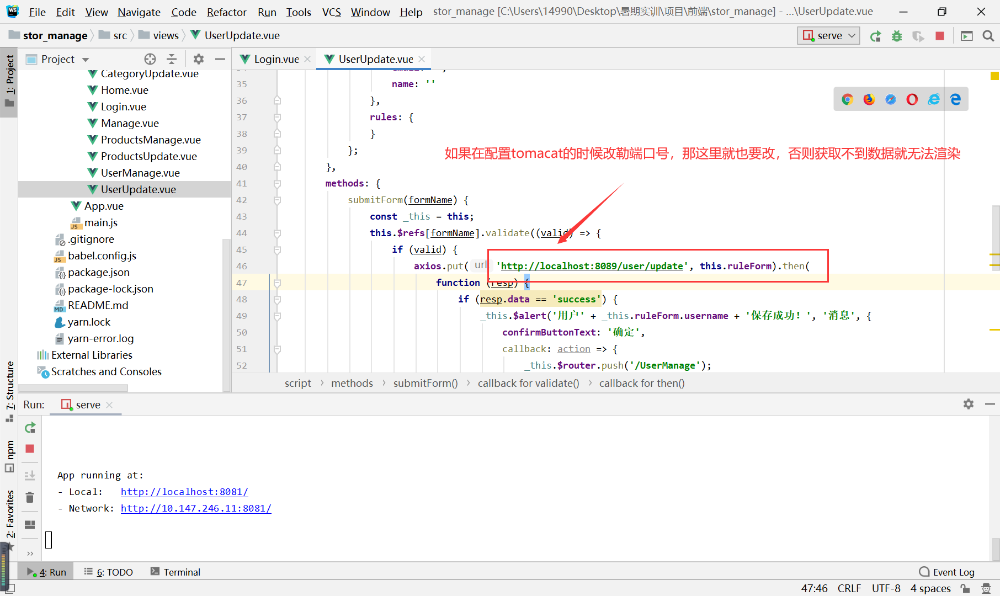 File Edit View Navigate Code Refactor Run Tools VCS Window Help stor_manage [C:\Users\14990\Desktop\暑期实训\项目\前端\stor_manage] - ...\UserUpdate.vue
stor_manage src views UserUpdate.vue
serve
1: Project
Project
Login.vue UserUpdate.vue
CategoryUpdate.vue
Home.vue
Login.vue
Manage.vue
ProductsManage.vue
ProductsUpdate.vue
UserManage.vue
UserUpdate.vue
App.vue
main.js
.gitignore
babel.config.js
package.json
package-lock.json
README.md
yarn.lock
yarn-error.log
External Libraries
Scratches and Consoles
35 name: ''
36 },
37 rules: {
38 }
39 };
如果在配置tomacat的时候改勒端口号，那这里就也要改，否则获取不到数据就无法渲染
40 },
41 methods: {
42 submitForm(formName) {
43 const _this = this;
44 this.$refs[formName].validate((valid) => {
45 if (valid) {
46 axios.put( url 'http://localhost:8089/user/update', this.ruleForm).then(
47 function (resp) {
48 if (resp.data == 'success') {
49 _this.$alert('用户' + _this.ruleForm.username + '保存成功！', '消息', {
50 confirmButtonText: '确定',
51 callback: action => {
52 _this.$router.push('/UserManage');
script methods submitForm() callback for validate() callback for then()
7: Structure
npm
2: Favorites
Run: serve
App running at:
- Local: http://localhost:8081/
- Network: http://10.147.246.11:8081/
4: Run 6: TODO Terminal Event Log
47:46 CRLF UTF-8 4 spaces